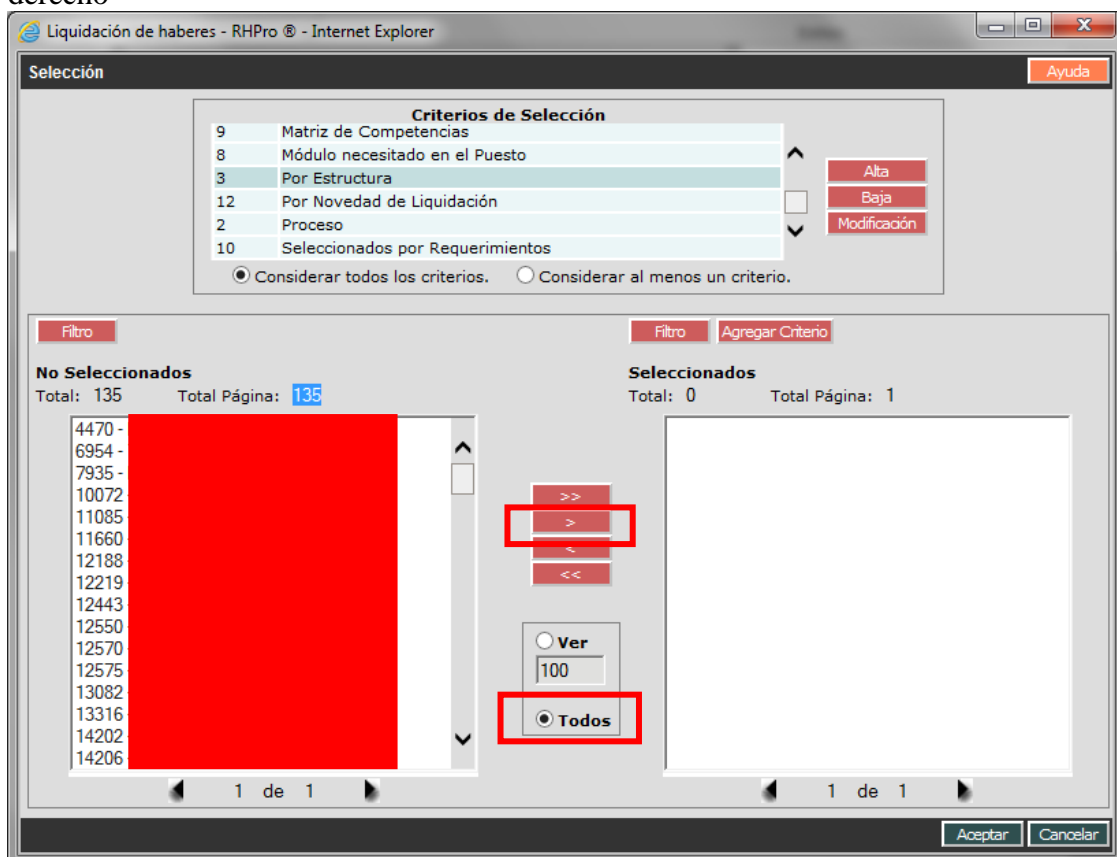 derecho
Liquidación de haberes - RHPro ® - Internet Explorer
Selección
Ayuda
Criterios de Selección
9 Matriz de Competencias
8 Módulo necesitado en el Puesto
3 Por Estructura
12 Por Novedad de Liquidación
2 Proceso
10 Seleccionados por Requerimientos
Alta
Baja
Modificación
Considerar todos los criterios. Considerar al menos un criterio.
Filtro
No Seleccionados
Total: 135 Total Página: 135
4470 -
6954 -
7935 -
10072
11085
11660
12188
12219
12443
12550
12570
12575
13082
13316
14202
14206
1 de 1
>>
>
<
<<
Ver
100
Todos
Filtro Agregar Criterio
Seleccionados
Total: 0 Total Página: 1
1 de 1
Aceptar Cancelar